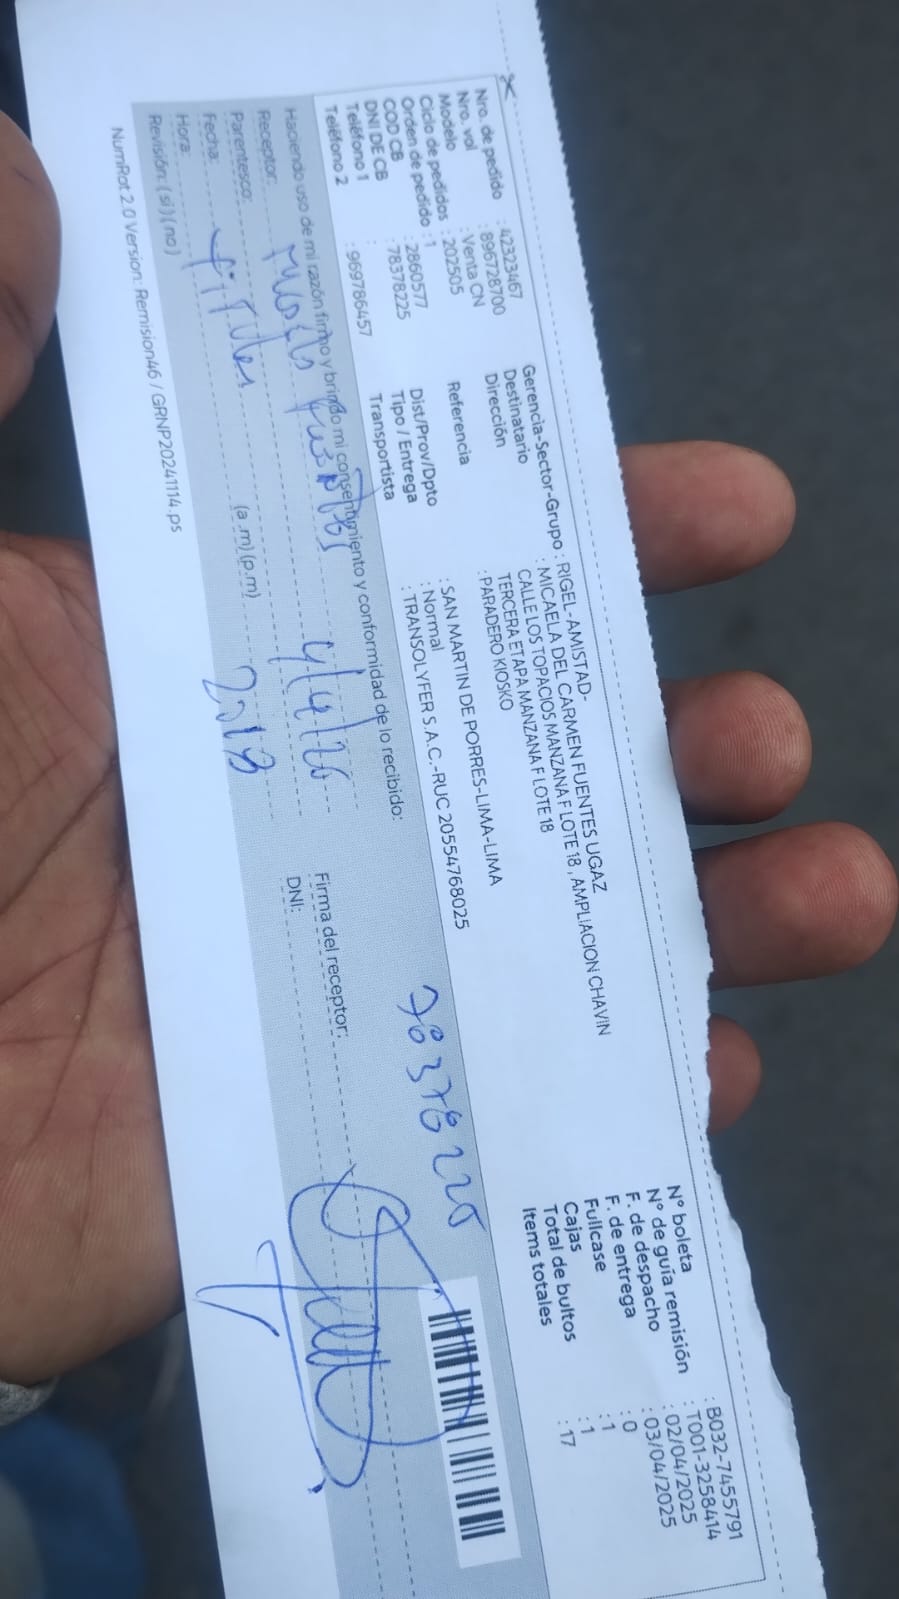 Nro. de pedido : 42323467
Nro. vol : 896728700
Modelo : Venta CN
Ciclo de pedidos : 202505
Orden de pedido : 1
COD CB : 2860577
DNI DE CB : 78378225
Teléfono 1 :
Teléfono 2 : 969786457
Gerencia-Sector-Grupo : RIGEL-AMISTAD-
Destinatario : MICAELA DEL CARMEN FUENTES UGAZ
Dirección : CALLE LOS TOPACIOS MANZANA F LOTE 18 , AMPLIACION CHAVIN
TERCERA ETAPA MANZANA F LOTE 18
Referencia : PARADERO KIOSKO
Dist/Prov/Dpto : SAN MARTIN DE PORRES-LIMA-LIMA
Tipo / Entrega : Normal
Transportista : TRANSOLYFER S.A.C.-RUC 20554768025
N° boleta : B032-7455791
N° de guía remisión : T001-3258414
F. de despacho : 02/04/2025
F. de entrega : 03/04/2025
Fullcase : 0
Cajas : 1
Total de bultos : 1
Items totales : 17
Haciendo uso de mi razón firmo y brindo mi consentimiento y conformidad de lo recibido:
Receptor:
Parentesco: titular
Fecha:
Hora: (a.m) (p.m)
Revisión: (si) (no)
Firma del receptor:
DNI:
NumRot 2.0 Version: Remision46 / GRNP20241114.ps